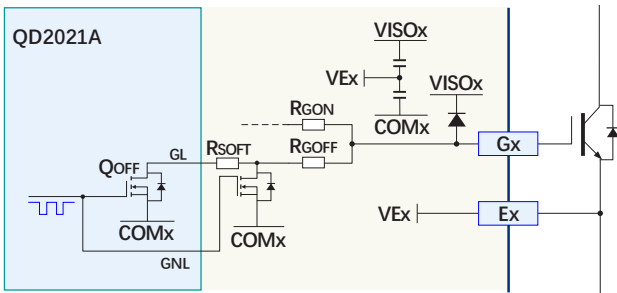 QD2021A
VISOx
VEx
VISOx
COMx
RGON
GL
RSOFT
RGOFF
Gx
QOFF
COMx
COMx
GNL
VEx
Ex